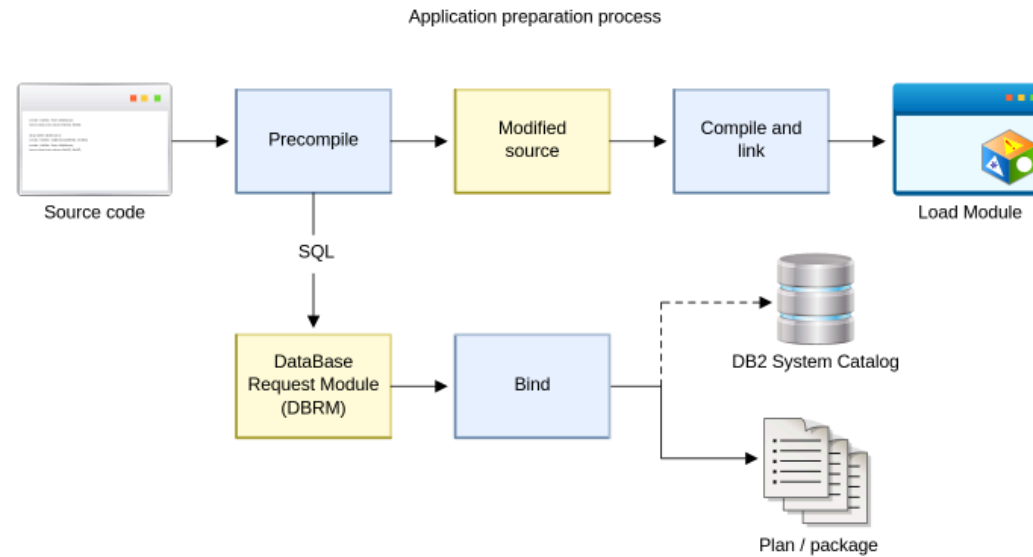 Application preparation process
Precompile
Modified
source
Compile and
link
Source code
Load Module
SQL
DataBase
Request Module
(DBRM)
Bind
DB2 System Catalog
Plan / package